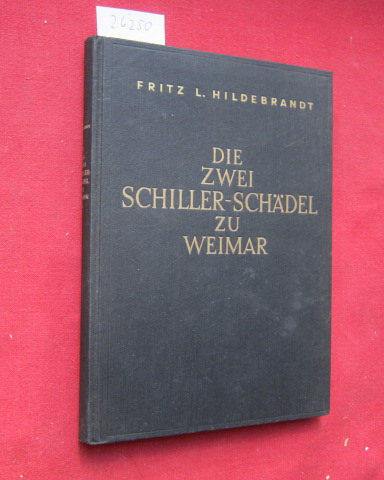 26250
FRITZ L. HILDEBRANDT
DIE
ZWEI
SCHILLER-SCHÄDEL
ZU
WEIMAR